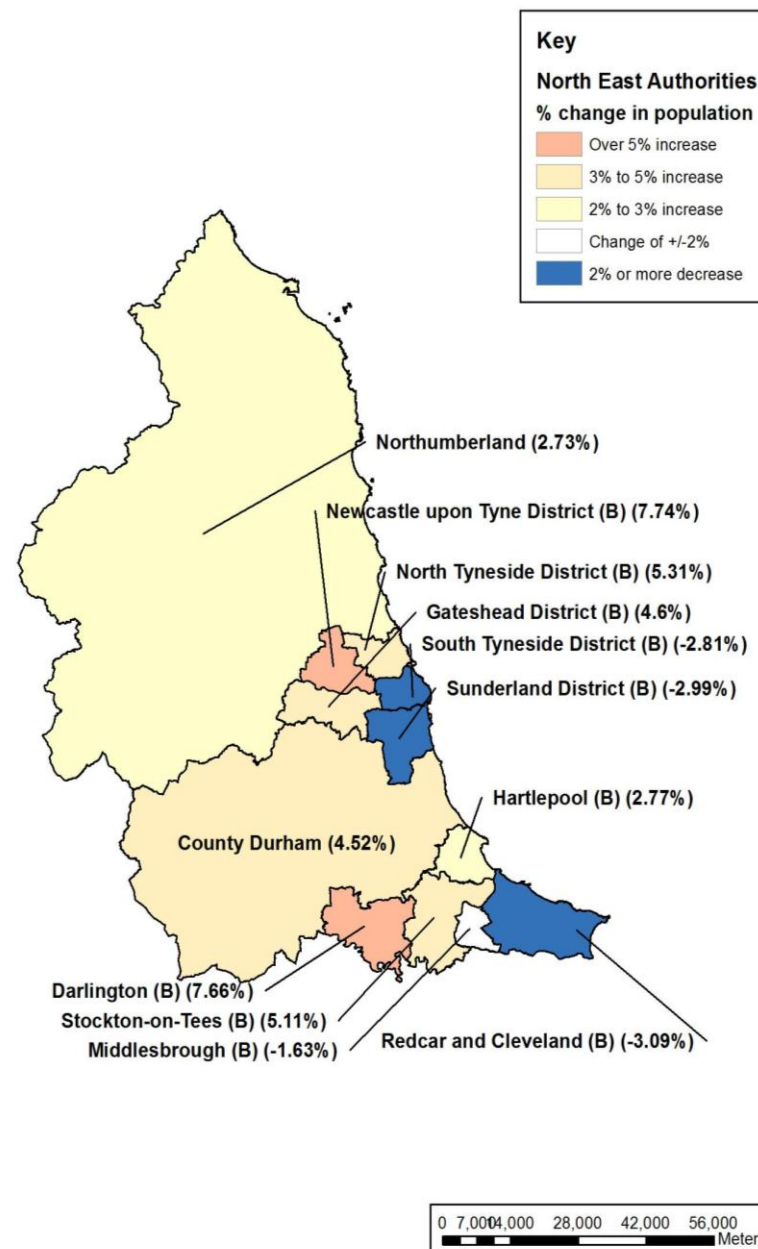 Key
North East Authorities
% change in population
Over 5% increase
3% to 5% increase
2% to 3% increase
Change of +/-2%
2% or more decrease
Northumberland (2.73%)
Newcastle upon Tyne District (B) (7.74%)
North Tyneside District (B) (5.31%)
Gateshead District (B) (4.6%)
South Tyneside District (B) (-2.81%)
Sunderland District (B) (-2.99%)
Hartlepool (B) (2.77%)
County Durham (4.52%)
Darlington (B) (7.66%)
Stockton-on-Tees (B) (5.11%)
Middlesbrough (B) (-1.63%)
Redcar and Cleveland (B) (-3.09%)
0 7,000 14,000 28,000 42,000 56,000
Meter